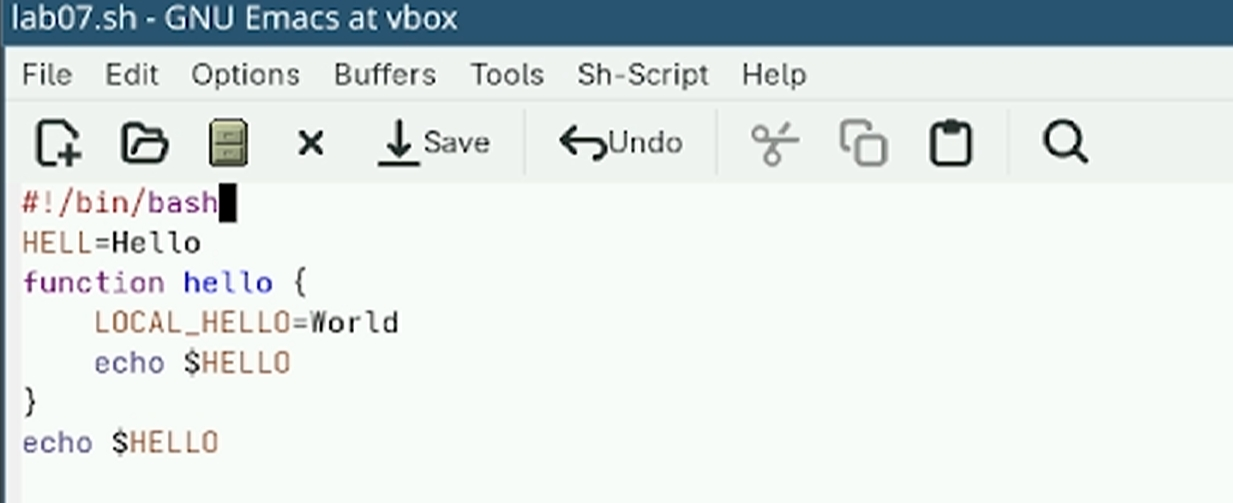 lab07.sh - GNU Emacs at vbox
File Edit Options Buffers Tools Sh-Script Help
Save Undo
#!/bin/bash
HELL=Hello
function hello {
    LOCAL_HELLO=World
    echo $HELLO
}
echo $HELLO